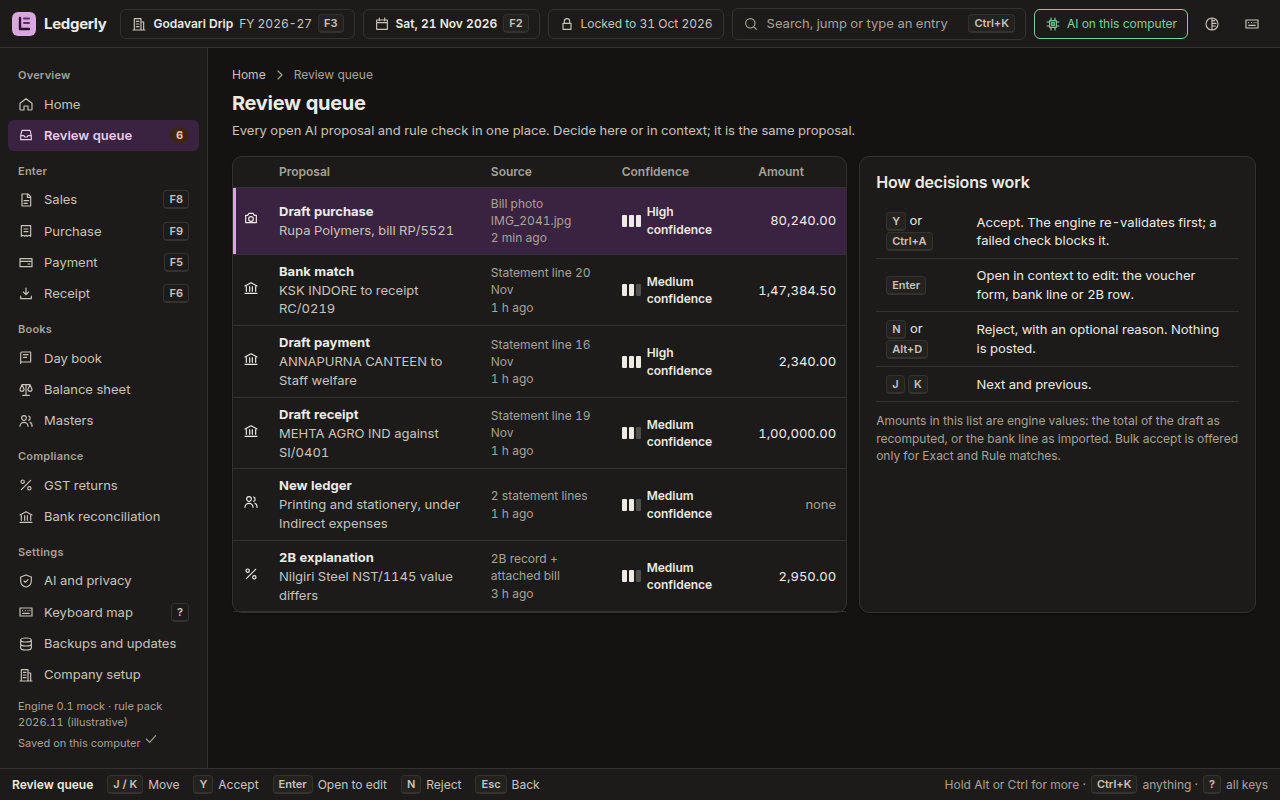 Ledgerly
Godavari Drip FY 2026-27 F3
Sat, 21 Nov 2026 F2
Locked to 31 Oct 2026
Search, jump or type an entry Ctrl+K
AI on this computer
Overview
Home
Review queue 6
Enter
Sales F8
Purchase F9
Payment F5
Receipt F6
Books
Day book
Balance sheet
Masters
Compliance
GST returns
Bank reconciliation
Settings
AI and privacy
Keyboard map ?
Backups and updates
Company setup
Engine 0.1 mock · rule pack
2026.11 (illustrative)
Saved on this computer
Home > Review queue
Review queue
Every open AI proposal and rule check in one place. Decide here or in context; it is the same proposal.
Proposal Source Confidence Amount
Draft purchase
Rupa Polymers, bill RP/5521
Bill photo
IMG_2041.jpg
2 min ago
High
confidence
80,240.00
Bank match
KSK INDORE to receipt
RC/0219
Statement line 20
Nov
1 h ago
Medium
confidence
1,47,384.50
Draft payment
ANNAPURNA CANTEEN to
Staff welfare
Statement line 16
Nov
1 h ago
High
confidence
2,340.00
Draft receipt
MEHTA AGRO IND against
SI/0401
Statement line 19
Nov
1 h ago
Medium
confidence
1,00,000.00
New ledger
Printing and stationery, under
Indirect expenses
2 statement lines
1 h ago
Medium
confidence
none
2B explanation
Nilgiri Steel NST/1145 value
differs
2B record +
attached bill
3 h ago
Medium
confidence
2,950.00
How decisions work
Y or
Ctrl+A
Accept. The engine re-validates first; a
failed check blocks it.
Enter
Open in context to edit: the voucher
form, bank line or 2B row.
N or
Alt+D
Reject, with an optional reason. Nothing
is posted.
J K
Next and previous.
Amounts in this list are engine values: the total of the draft as
recomputed, or the bank line as imported. Bulk accept is offered
only for Exact and Rule matches.
Review queue J / K Move Y Accept Enter Open to edit N Reject Esc Back
Hold Alt or Ctrl for more · Ctrl+K anything · ? all keys